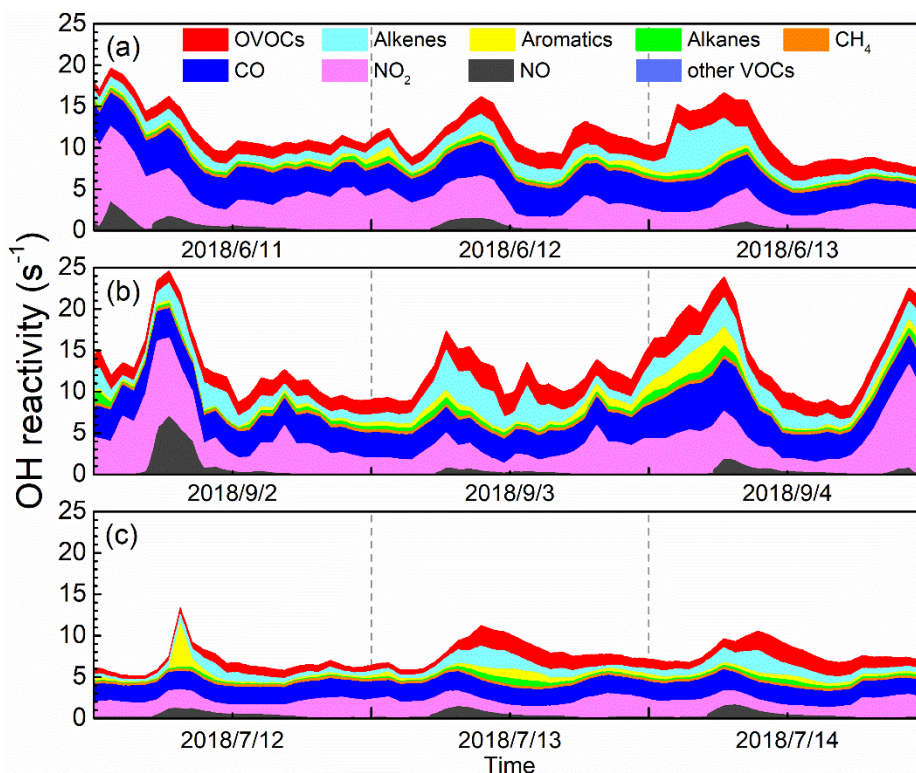 (a)
OVOCs Alkenes Aromatics Alkanes CH₄
CO NO₂ NO other VOCs
25
20
15
10
5
0
2018/6/11 2018/6/12 2018/6/13
OH reactivity (s⁻¹)
(b)
25
20
15
10
5
0
2018/9/2 2018/9/3 2018/9/4
(c)
25
20
15
10
5
0
2018/7/12 2018/7/13 2018/7/14
Time